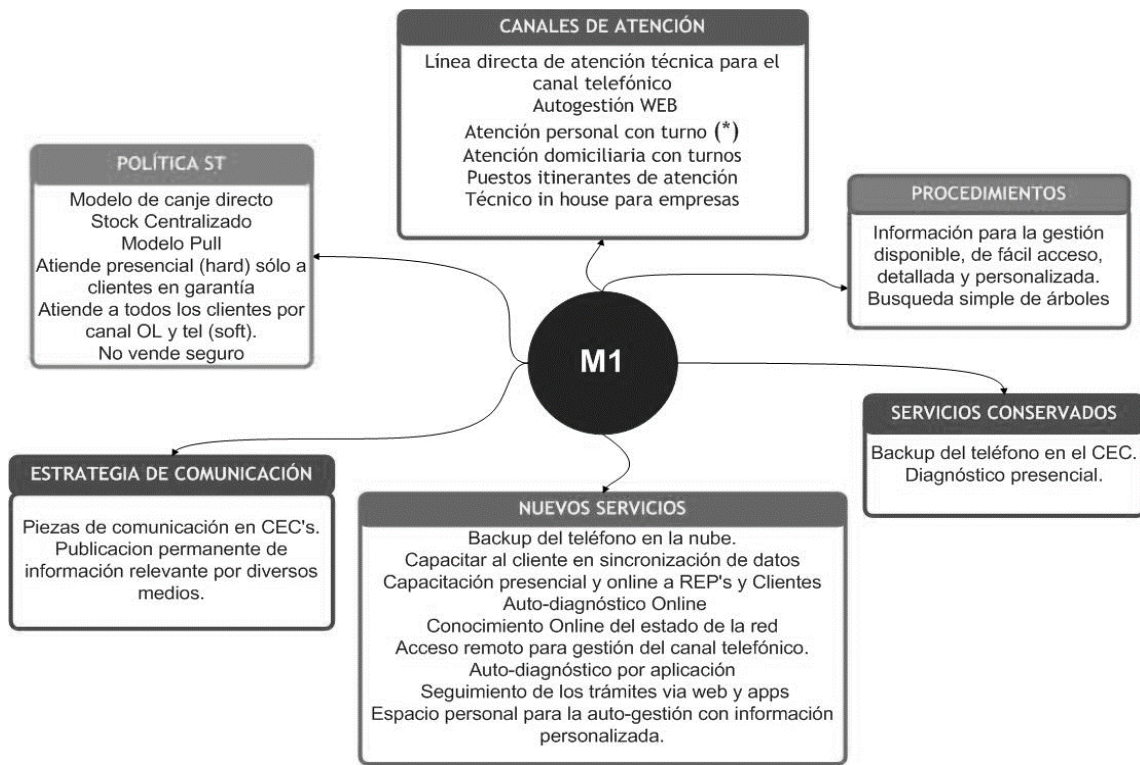 CANALES DE ATENCIÓN
Línea directa de atención técnica para el
canal telefónico
Autogestión WEB
Atención personal con turno (*)
Atención domiciliaria con turnos
Puestos itinerantes de atención
Técnico in house para empresas
POLÍTICA ST
Modelo de canje directo
Stock Centralizado
Modelo Pull
Atiende presencial (hard) sólo a
clientes en garantía
Atiende a todos los clientes por
canal OL y tel (soft).
No vende seguro
PROCEDIMIENTOS
Información para la gestión
disponible, de fácil acceso,
detallada y personalizada.
Busqueda simple de árboles
M1
SERVICIOS CONSERVADOS
Backup del teléfono en el CEC.
Diagnóstico presencial.
ESTRATEGIA DE COMUNICACIÓN
Piezas de comunicación en CEC's.
Publicacion permanente de
información relevante por diversos
medios.
NUEVOS SERVICIOS
Backup del teléfono en la nube.
Capacitar al cliente en sincronización de datos
Capacitación presencial y online a REP's y Clientes
Auto-diagnóstico Online
Conocimiento Online del estado de la red
Acceso remoto para gestión del canal telefónico.
Auto-diagnóstico por aplicación
Seguimiento de los trámites via web y apps
Espacio personal para la auto-gestión con información
personalizada.